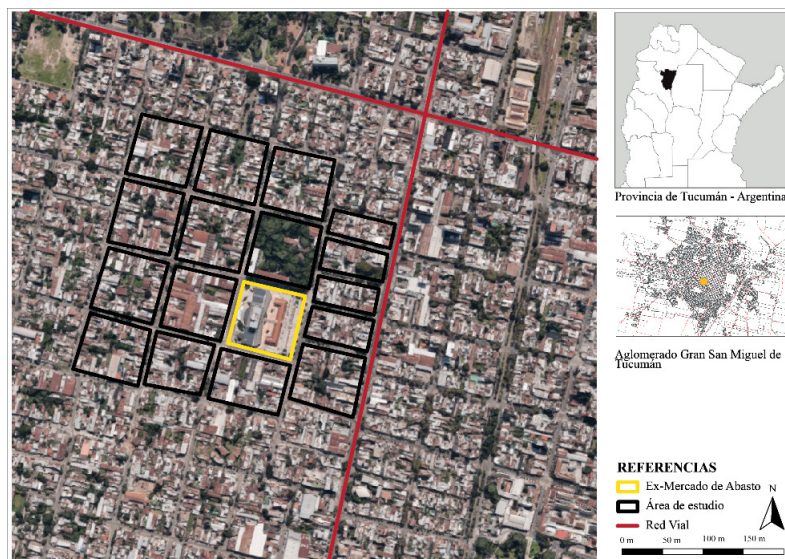 Provincia de Tucumán - Argentina
Aglomerado Gran San Miguel de
Tucumán
REFERENCIAS
Ex-Mercado de Abasto
N
Área de estudio
Red Vial
0 m 50 m 100 m 150 m